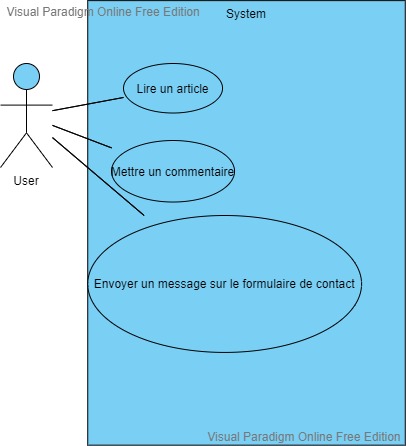 Visual Paradigm Online Free Edition
System
Lire un article
User
Mettre un commentaire
Envoyer un message sur le formulaire de contact
Visual Paradigm Online Free Edition